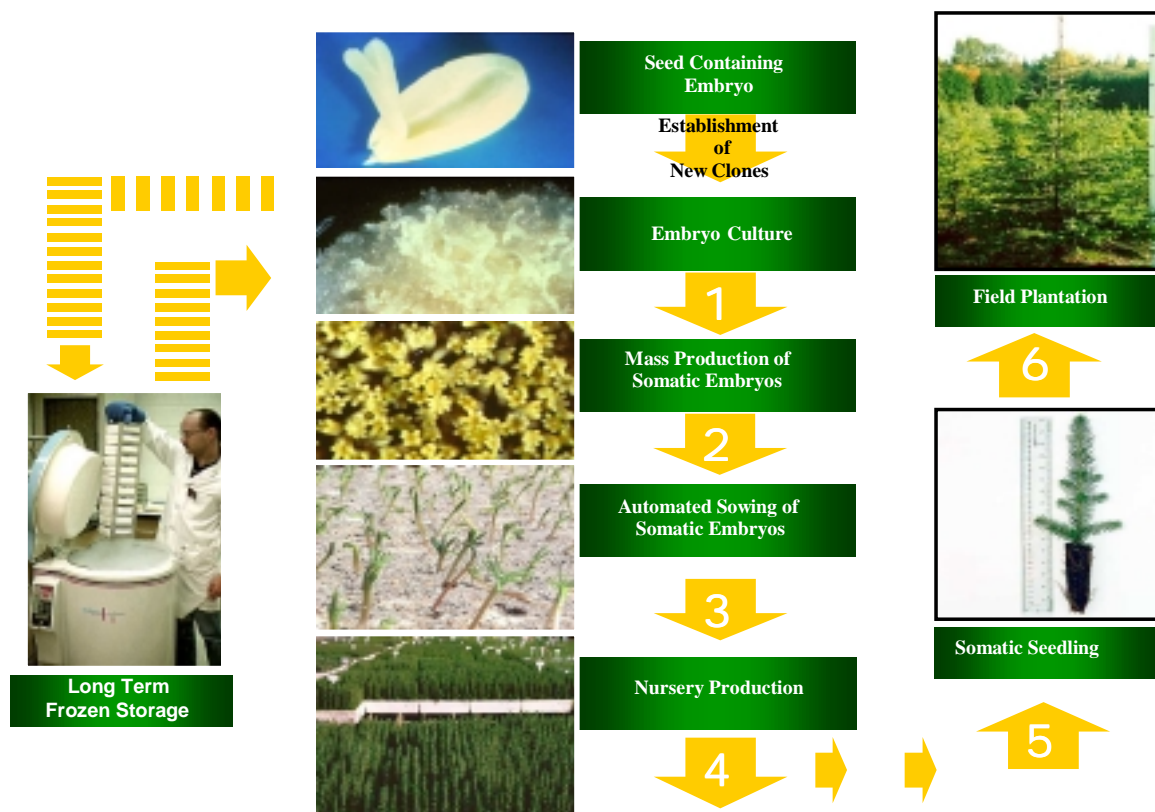 Seed Containing
Embryo
Establishment
of
New Clones
Embryo Culture
1
Mass Production of
Somatic Embryos
2
Automated Sowing of
Somatic Embryos
3
Nursery Production
4
5
Somatic Seedling
6
Field Plantation
Long Term
Frozen Storage